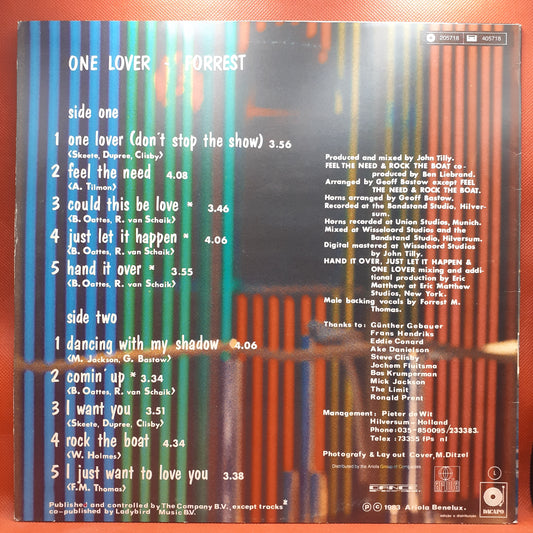 205718 405718
ONE LOVER - FORREST
side one
1 one lover (don't stop the show) 3.56
(Skeete, Dupree, Clisby)
2 feel the need 4.08
(A. Tilmon)
3 could this be love * 3.46
(B. Oattes, R. van Schaik)
4 just let it happen * 4.06
(B. Oattes, R. van Schaik)
5 hand it over * 3.55
(B. Oattes, R. van Schaik)
side two
1 dancing with my shadow 4.06
(M. Jackson, G. Bastow)
2 comin' up * 3.34
(B. Oattes, R. van Schaik)
3 I want you 3.51
(Skeete, Dupree, Clisby)
4 rock the boat 4.34
(W. Holmes)
5 I just want to love you 3.38
(F.M. Thomas)
Published and controlled by The Company B.V., except tracks *
co-published by Ladybird Music B.V.
Produced and mixed by John Tilly.
FEEL THE NEED & ROCK THE BOAT co-
produced by Ben Liebrand.
Arranged by Geoff Bastow except FEEL
THE NEED & ROCK THE BOAT.
Horns arranged by Geoff Bastow.
Recorded at the Bandstand Studio, Hilver-
sum.
Horns recorded at Union Studios, Munich.
Mixed at Wisseloord Studios and the
Bandstand Studio, Hilversum.
Digital mastered at Wisseloord Studios
by John Tilly.
HAND IT OVER, JUST LET IT HAPPEN &
ONE LOVER mixing and addi-
tional production by Eric
Matthew at Eric Matthew
Studios, New York.
Male backing vocals by Forrest M.
Thomas.
Thanks to: Günther Gebauer
Frans Hendriks
Eddie Conard
Ake Danielson
Steve Clisby
Jochem Fluitsma
Bas Krumperman
Mick Jackson
The Limit
Ronald Prent
Management: Pieter de Wit
Hilversum - Holland
Phone: 035-850095/233383.
Telex: 73355 fps nl
Photografy & Lay out Cover, M. Ditzel
Distributed by the Ariola Group of Companies
DANCE ariola
℗ © 1983 Ariola Benelux.
L
DACAPO
edição e distribuição